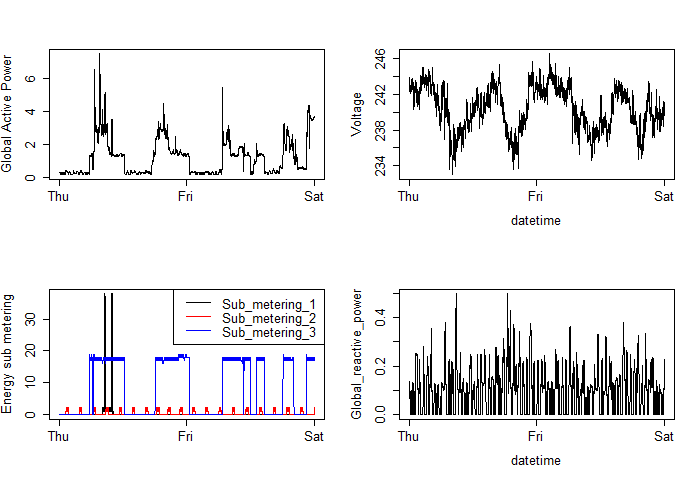 Global Active Power
6
4
2
0
Thu Fri Sat
Voltage
246
242
238
234
Thu Fri Sat
datetime
Energy sub metering
30
20
10
0
Sub_metering_1
Sub_metering_2
Sub_metering_3
Thu Fri Sat
Global_reactive_power
0.4
0.2
0.0
Thu Fri Sat
datetime